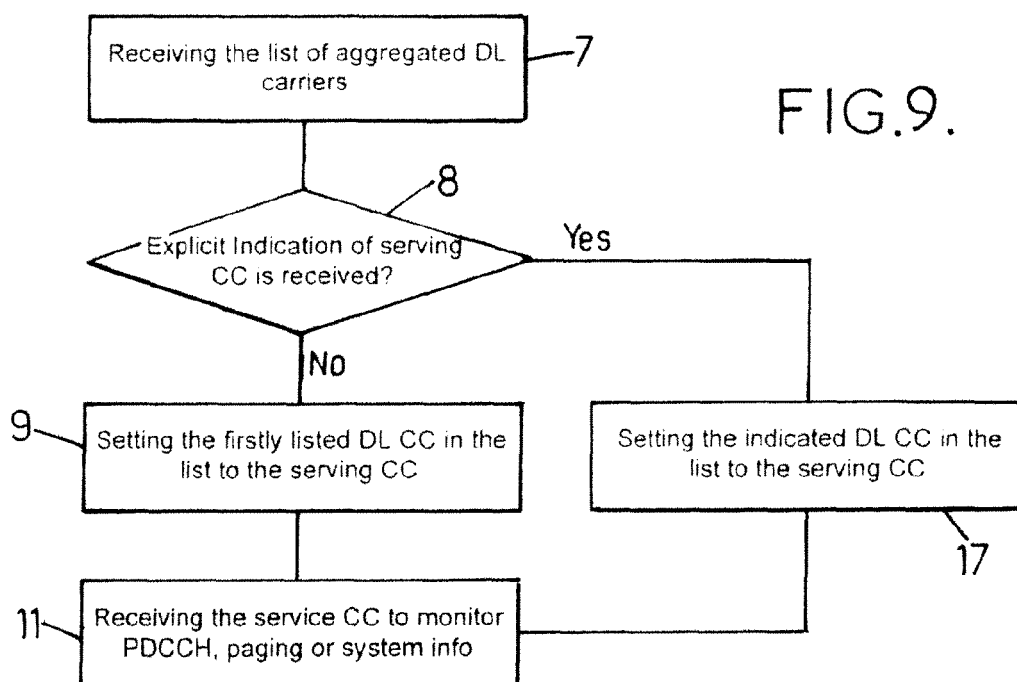 Receiving the list of aggregated DL
carriers
7
FIG.9.
8
Explicit Indication of serving
CC is received?
Yes
No
9
Setting the firstly listed DL CC in the
list to the serving CC
Setting the indicated DL CC in the
list to the serving CC
17
11
Receiving the service CC to monitor
PDCCH, paging or system info